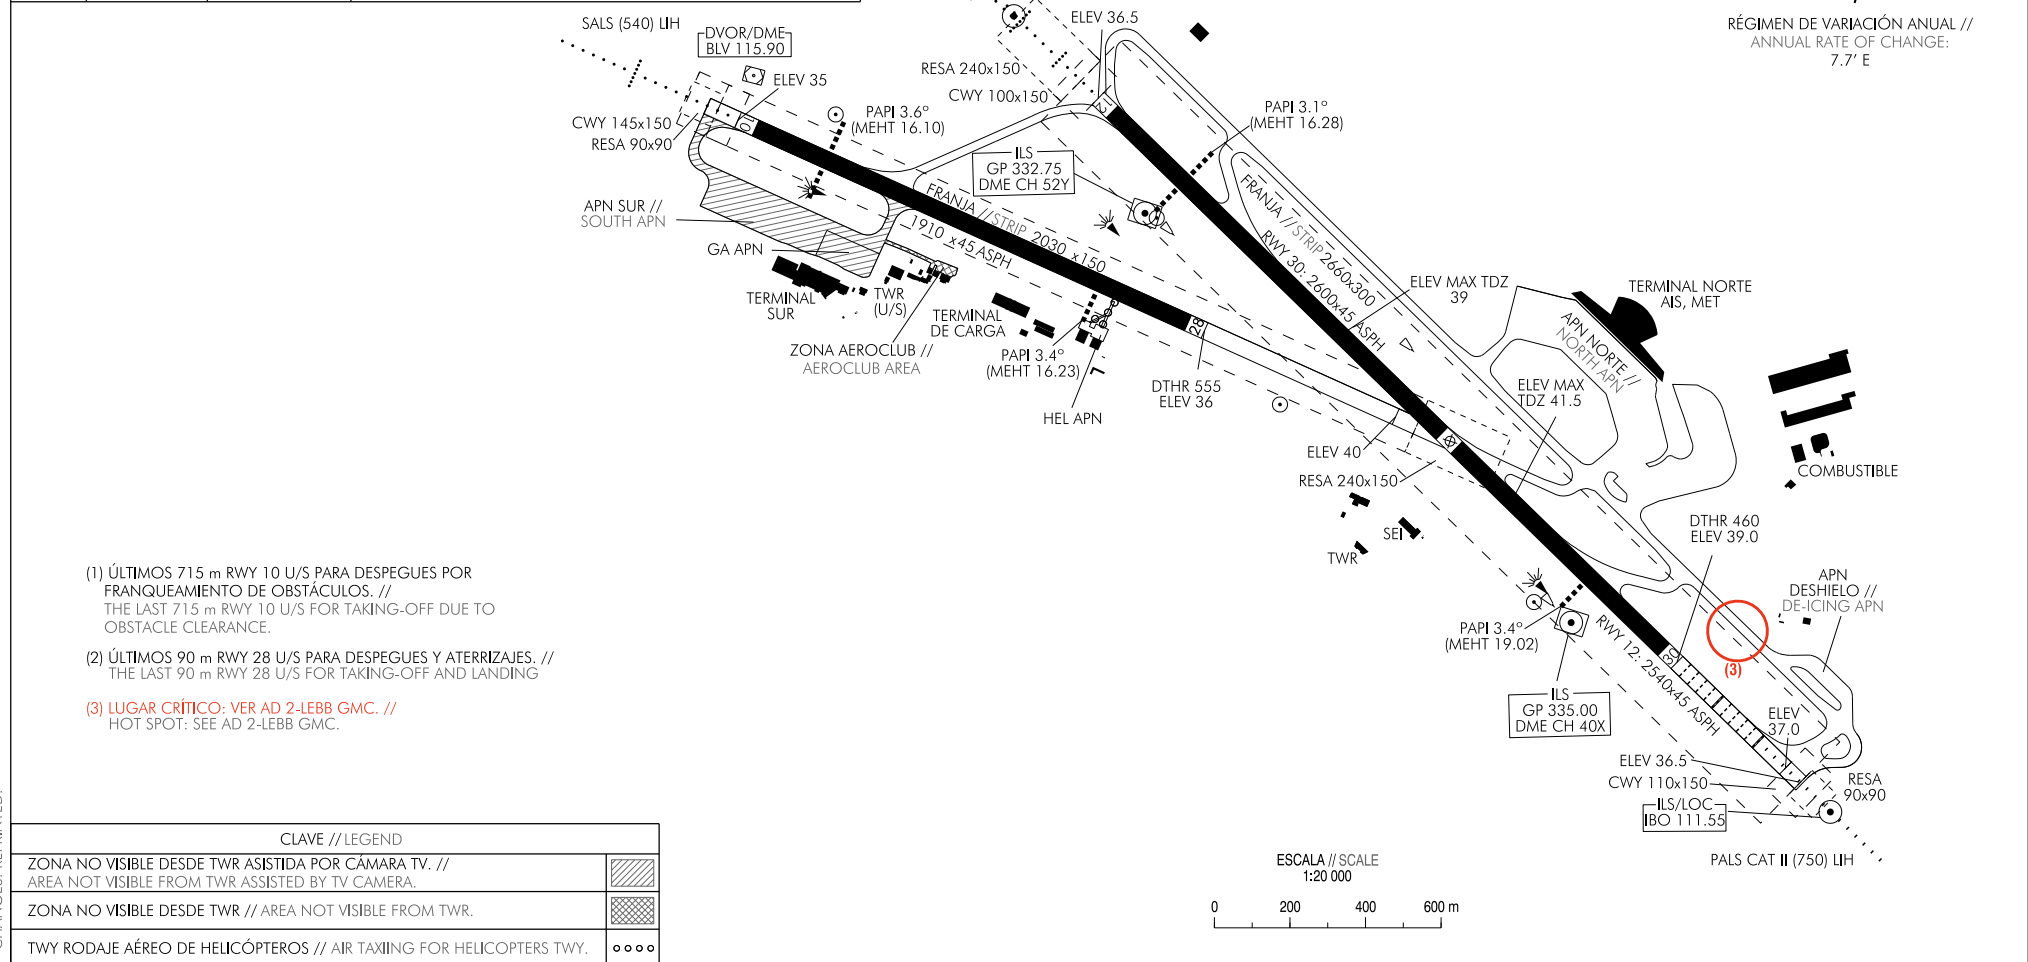 RÉGIMEN DE VARIACIÓN ANUAL //
ANNUAL RATE OF CHANGE:
7.7' E
SALS (540) LIH
DVOR/DME
BLV 115.90
ELEV 35
CWY 145x150
RESA 90x90
PAPI 3.6º
(MEHT 16.10)
ELEV 36.5
RESA 240x150
CWY 100x150
PAPI 3.1º
(MEHT 16.28)
ILS
GP 332.75
DME CH 52Y
10
12
APN SUR //
SOUTH APN
GA APN
TERMINAL
SUR
TWR
(U/S)
ZONA AEROCLUB //
AEROCLUB AREA
TERMINAL
DE CARGA
PAPI 3.4º
(MEHT 16.23)
HEL APN
FRANJA // STRIP 2030 x150
1910 x45 ASPH
28
DTHR 555
ELEV 36
FRANJA // STRIP 2660x300
RWY 30: 2600x45 ASPH
ELEV MAX TDZ
39
TERMINAL NORTE
AIS, MET
APN NORTE //
NORTH APN
ELEV MAX
TDZ 41.5
COMBUSTIBLE
ELEV 40
RESA 240x150
SEI
TWR
DTHR 460
ELEV 39.0
APN
DESHIELO //
DE-ICING APN
(3)
PAPI 3.4º
(MEHT 19.02)
RWY 12: 2540x45 ASPH
30
ILS
GP 335.00
DME CH 40X
ELEV
37.0
ELEV 36.5
CWY 110x150
RESA
90x90
ILS/LOC
IBO 111.55
PALS CAT II (750) LIH
(1) ÚLTIMOS 715 m RWY 10 U/S PARA DESPEGUES POR
FRANQUEAMIENTO DE OBSTÁCULOS. //
THE LAST 715 m RWY 10 U/S FOR TAKING-OFF DUE TO
OBSTACLE CLEARANCE.
(2) ÚLTIMOS 90 m RWY 28 U/S PARA DESPEGUES Y ATERRIZAJES. //
THE LAST 90 m RWY 28 U/S FOR TAKING-OFF AND LANDING
(3) LUGAR CRÍTICO: VER AD 2-LEBB GMC. //
HOT SPOT: SEE AD 2-LEBB GMC.
CLAVE // LEGEND
ZONA NO VISIBLE DESDE TWR ASISTIDA POR CÁMARA TV. //
AREA NOT VISIBLE FROM TWR ASSISTED BY TV CAMERA.
ZONA NO VISIBLE DESDE TWR // AREA NOT VISIBLE FROM TWR.
TWY RODAJE AÉREO DE HELICÓPTEROS // AIR TAXIING FOR HELICOPTERS TWY.
ESCALA // SCALE
1:20 000
0 200 400 600 m